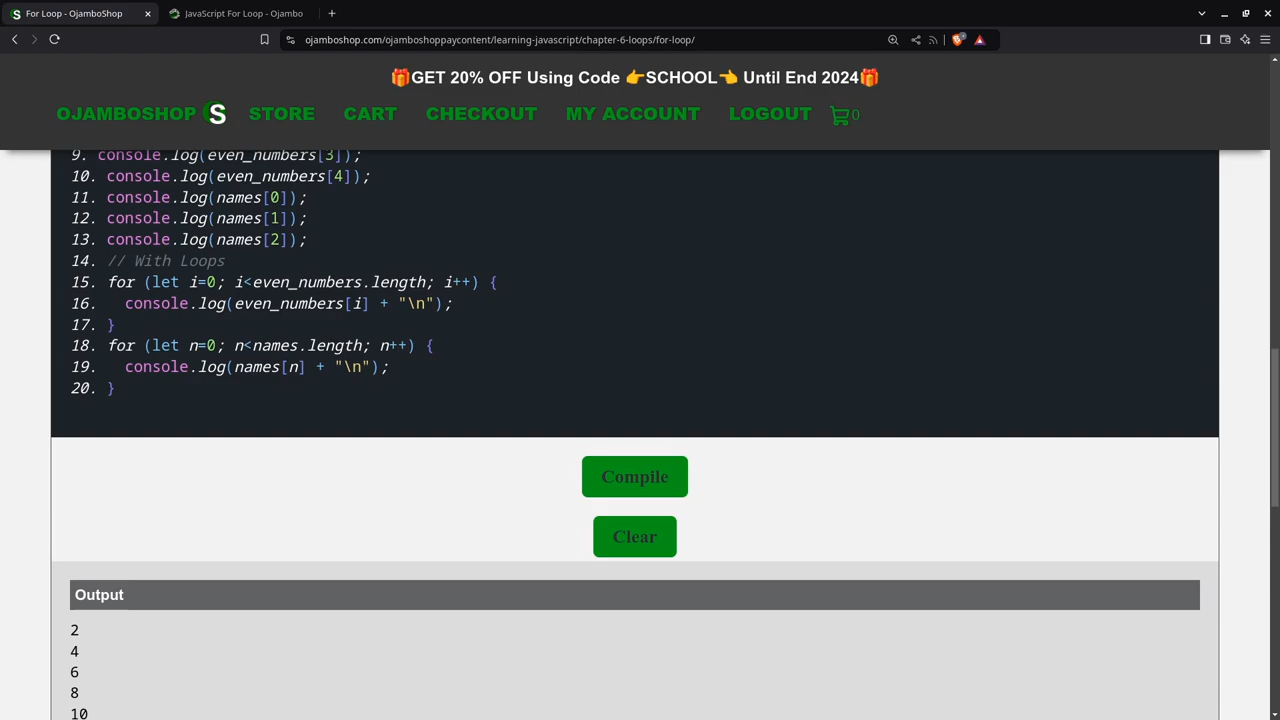 For Loop - OjamboShop
JavaScript For Loop - Ojambo
ojamboshop.com/ojamboshoppaycontent/learning-javascript/chapter-6-loops/for-loop/
🎁GET 20% OFF Using Code 👉SCHOOL👈 Until End 2024🎁
OJAMBOSHOP S STORE CART CHECKOUT MY ACCOUNT LOGOUT 0
9. console.log(even_numbers[3]);
10. console.log(even_numbers[4]);
11. console.log(names[0]);
12. console.log(names[1]);
13. console.log(names[2]);
14. // With Loops
15. for (let i=0; i<even_numbers.length; i++) {
16. console.log(even_numbers[i] + "\n");
17. }
18. for (let n=0; n<names.length; n++) {
19. console.log(names[n] + "\n");
20. }
Compile
Clear
Output
2
4
6
8
10